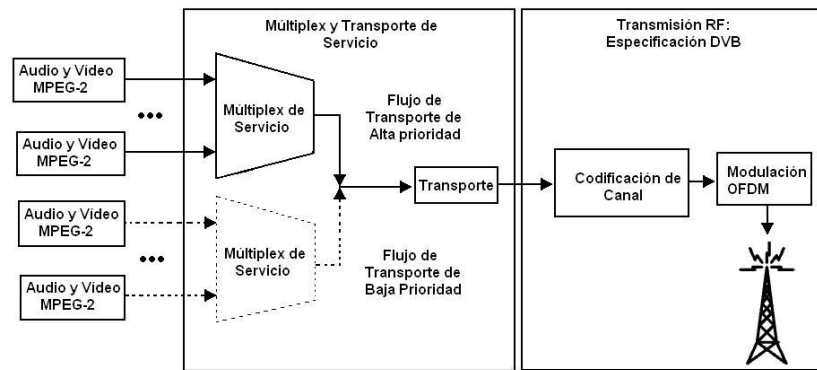 Múltiplex y Transporte de
Servicio
Transmisión RF:
Especificación DVB
Audio y Vídeo
MPEG-2
Audio y Vídeo
MPEG-2
Audio y Vídeo
MPEG-2
Audio y Vídeo
MPEG-2
Múltiplex de
Servicio
Múltiplex de
Servicio
Flujo de
Transporte de
Alta prioridad
Transporte
Flujo de
Transporte de
Baja Prioridad
Codificación de
Canal
Modulación
OFDM